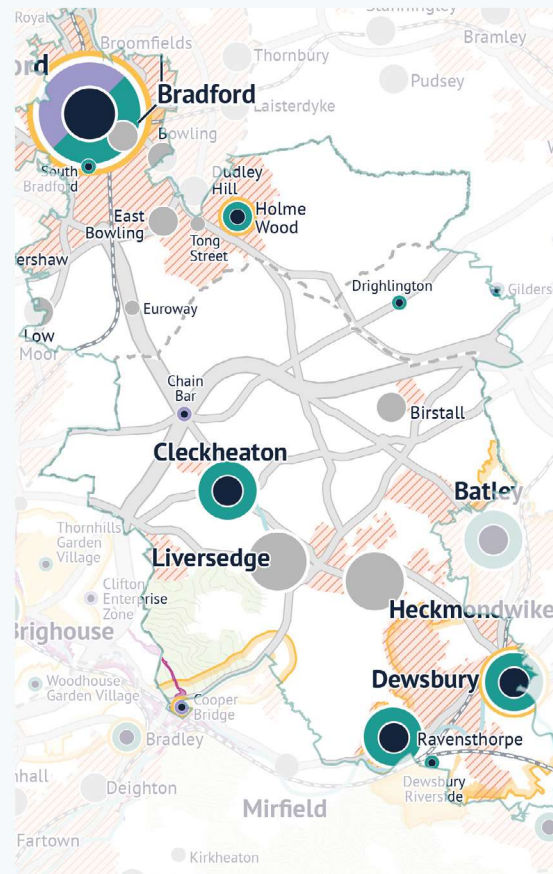 Royal
Broomfields
Stanningley
Bramley
Thornbury
ord
Pudsey
Bradford
Laisterdyke
Bowling
South
Bradford
Dudley
Hill
East
Bowling
Holme
Wood
Tong
Street
ershaw
Drighlington
Gilders
Euroway
Low
Moor
Chain
Bar
Birstall
Cleckheaton
Batley
Thornhills
Garden
Village
Liversedge
Clifton
Enterprise
Zone
Heckmondwike
Brighouse
Dewsbury
Woodhouse
Garden Village
Cooper
Bridge
Bradley
Ravensthorpe
Dewsbury
Riverside
hall
Deighton
Mirfield
Fartown
Kirkheaton